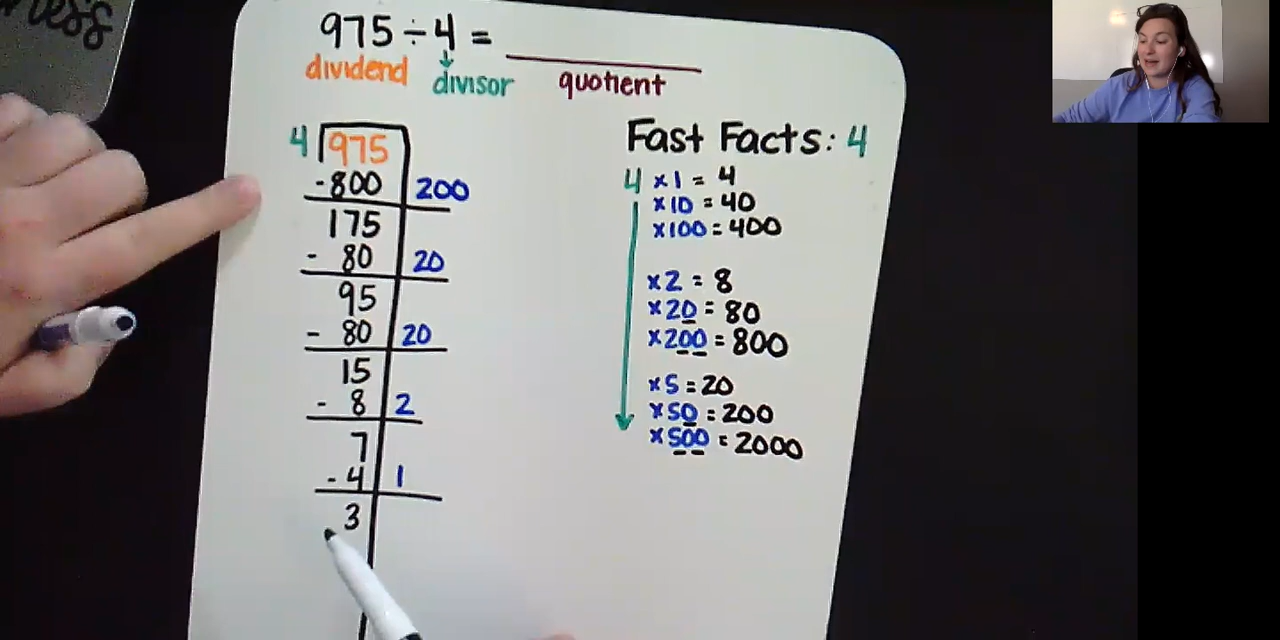 975 ÷ 4 =
dividend
divisor
quotient
4 975
- 800 200
175
- 80 20
95
- 80 20
15
- 8 2
7
- 4 1
3
Fast Facts: 4
4 x1 = 4
x10 = 40
x100 = 400
x2 = 8
x20 = 80
x200 = 800
x5 = 20
x50 = 200
x500 = 2000